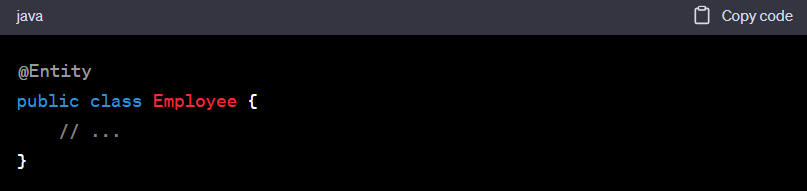 java Copy code
@Entity
public class Employee {
    // ...
}